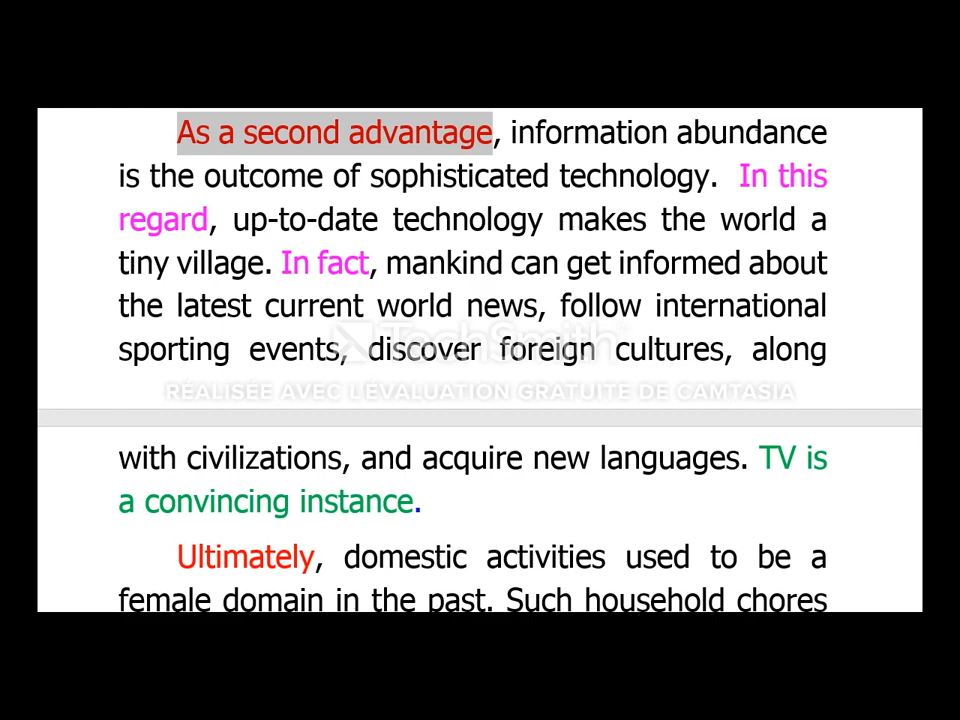 As a second advantage, information abundance
is the outcome of sophisticated technology. In this
regard, up-to-date technology makes the world a
tiny village. In fact, mankind can get informed about
the latest current world news, follow international
TechSmith
sporting events, discover foreign cultures, along
RÉALISÉE AVEC L'ÉVALUATION GRATUITE DE CAMTASIA
with civilizations, and acquire new languages. TV is
a convincing instance.
Ultimately, domestic activities used to be a
female domain in the past. Such household chores